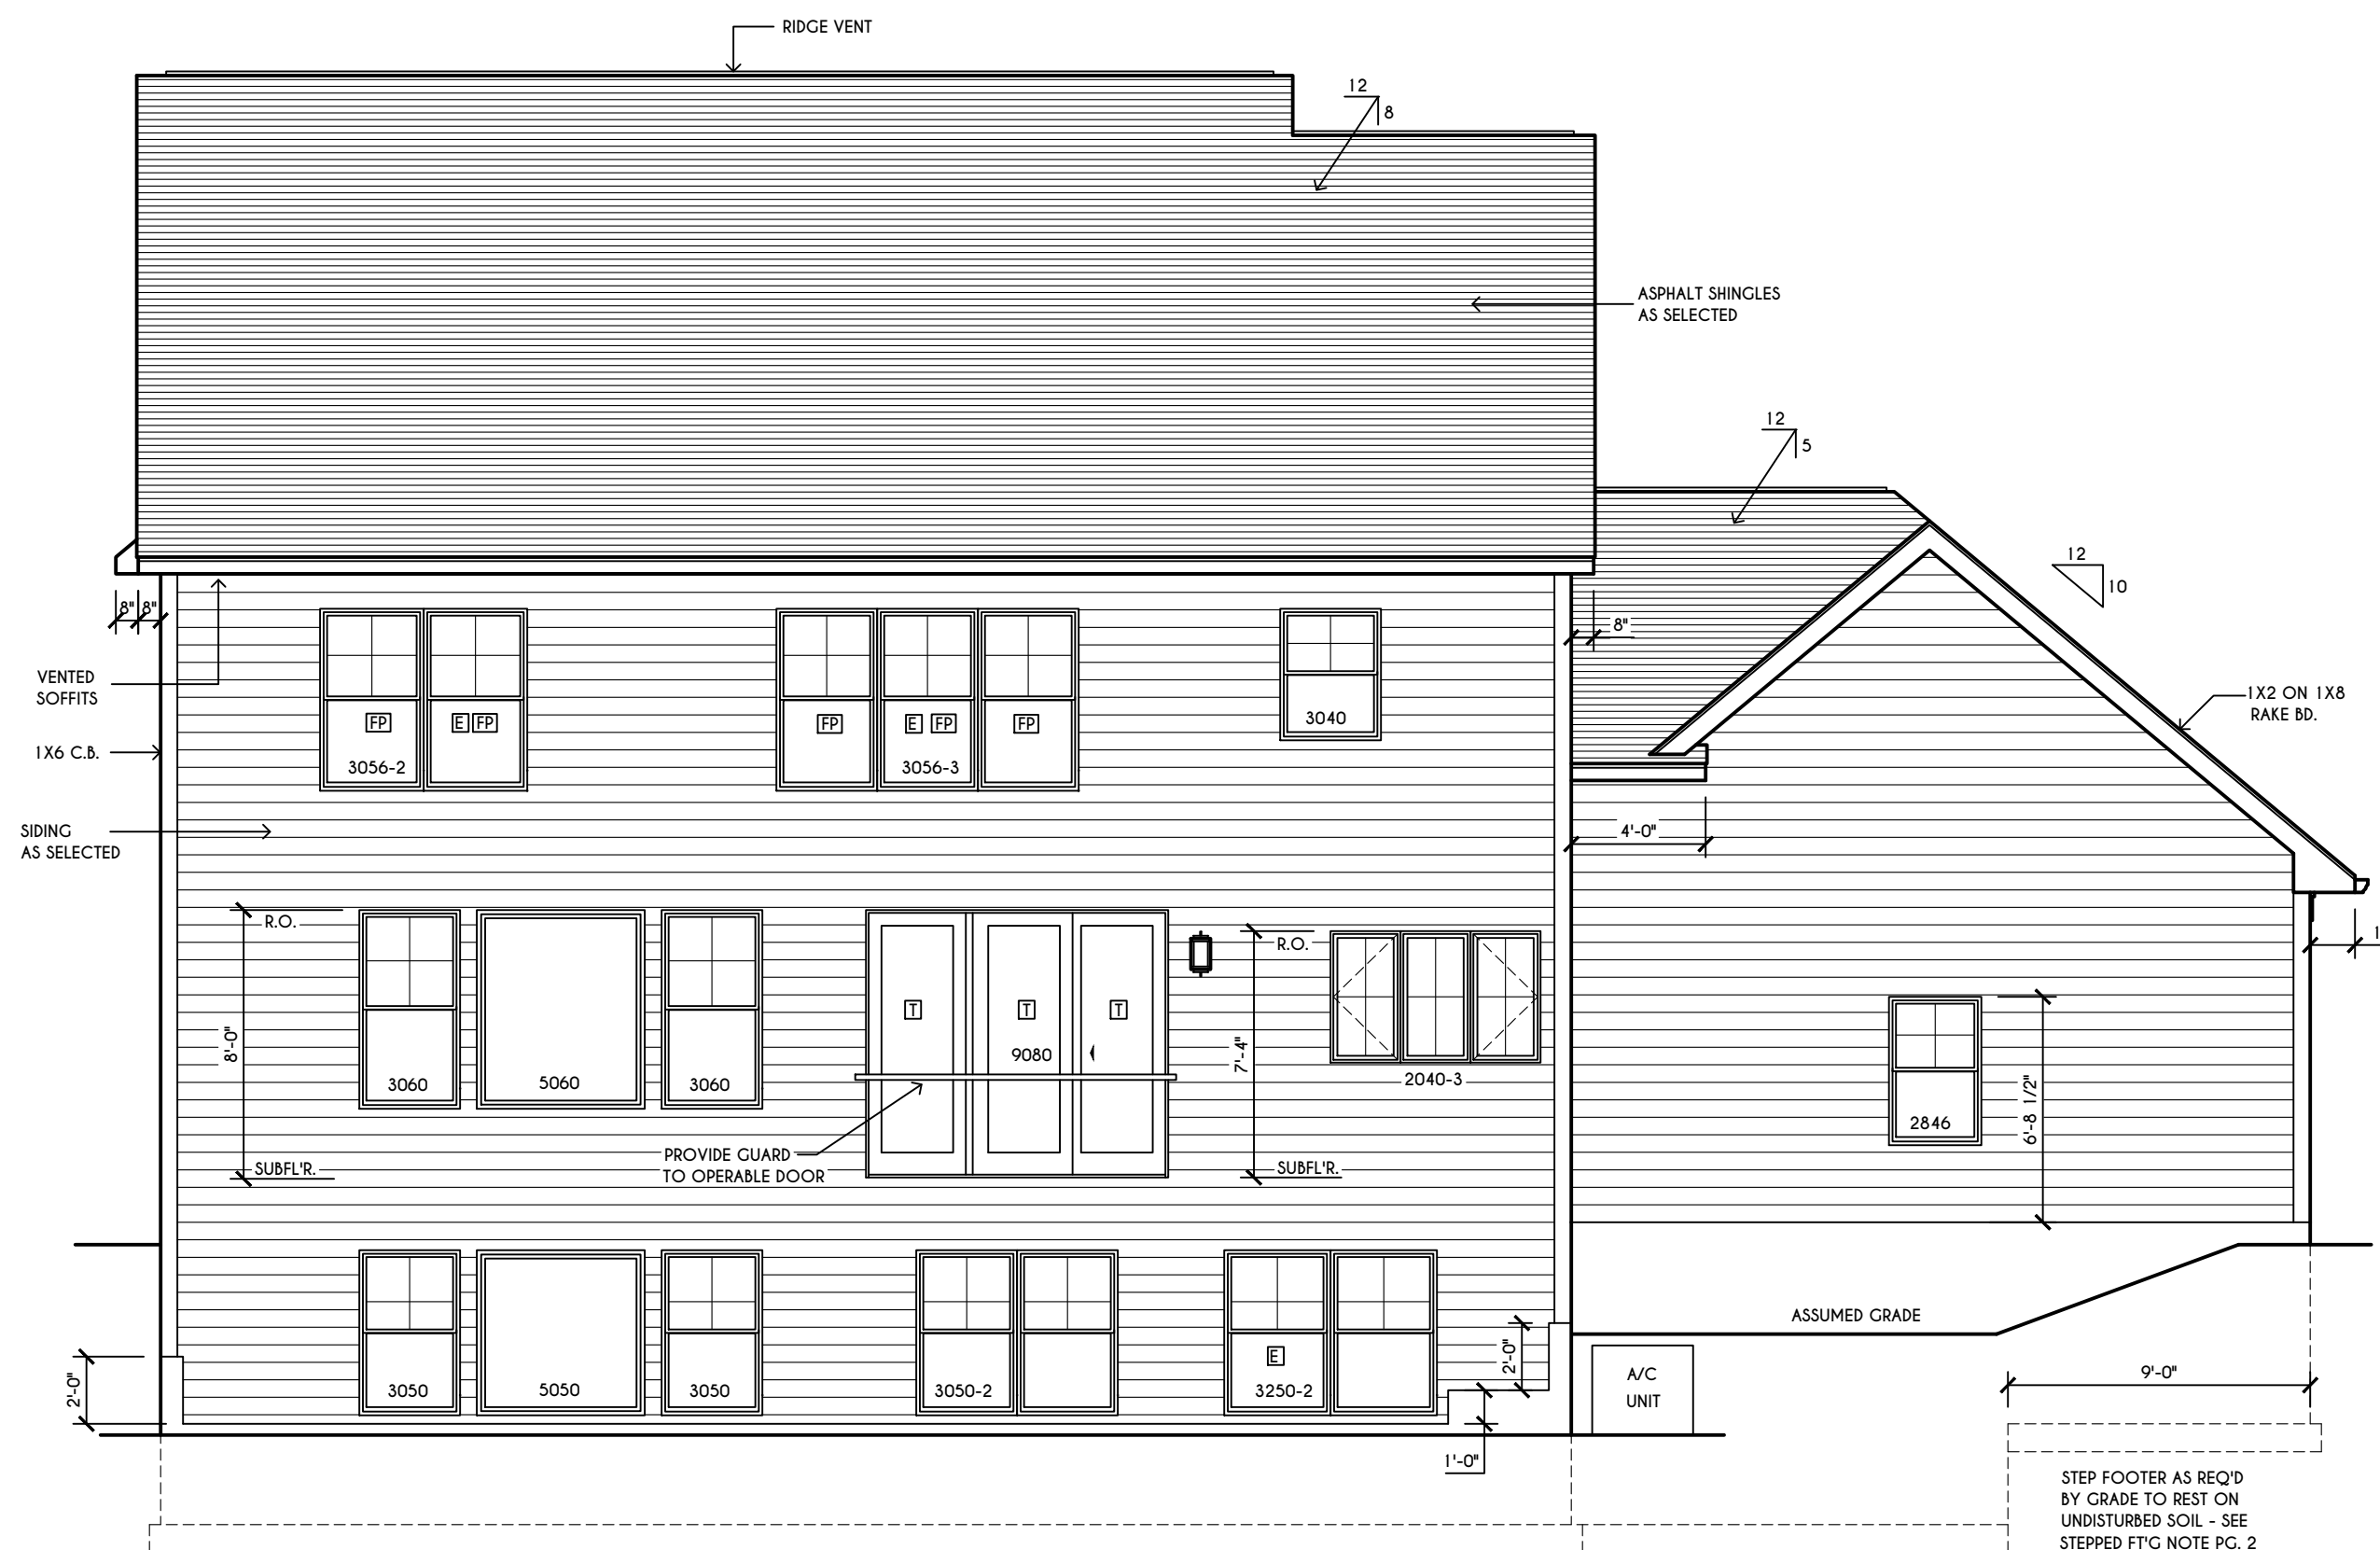 RIDGE VENT
12
8
ASPHALT SHINGLES
AS SELECTED
12
5
12
10
8" 8"
8"
VENTED
SOFFITS
1X6 C.B.
SIDING
AS SELECTED
FP
E FP
3056-2
FP
E FP
FP
3056-3
3040
1X2 ON 1X8
RAKE BD.
4'-0"
R.O.
8'-0"
SUBFL'R.
3060
5060
3060
T
T
T
9080
PROVIDE GUARD
TO OPERABLE DOOR
R.O.
7'-4"
SUBFL'R.
2040-3
2846
6'-8 1/2"
1
2'-0"
3050
5050
3050
3050-2
E
3250-2
2'-0"
1'-0"
ASSUMED GRADE
A/C
UNIT
9'-0"
STEP FOOTER AS REQ'D
BY GRADE TO REST ON
UNDISTURBED SOIL - SEE
STEPPED FT'G NOTE PG. 2